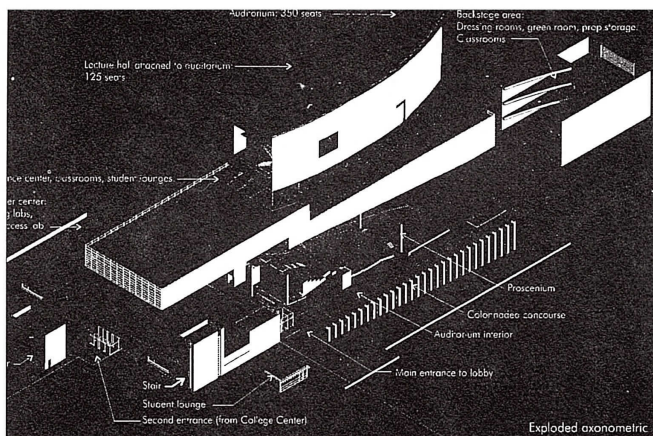 Auditorium: 350 seats
Backstage area:
Dressing rooms, green room, prop storage.
Classrooms
Lecture hall attached to auditorium:
125 seats
center, classrooms, student lounges
center:
labs,
Proscenium
Colonnaded concourse
Auditorium interior
Main entrance to lobby
Stair
Student lounge
Second entrance (from College Center)
Exploded axonometric